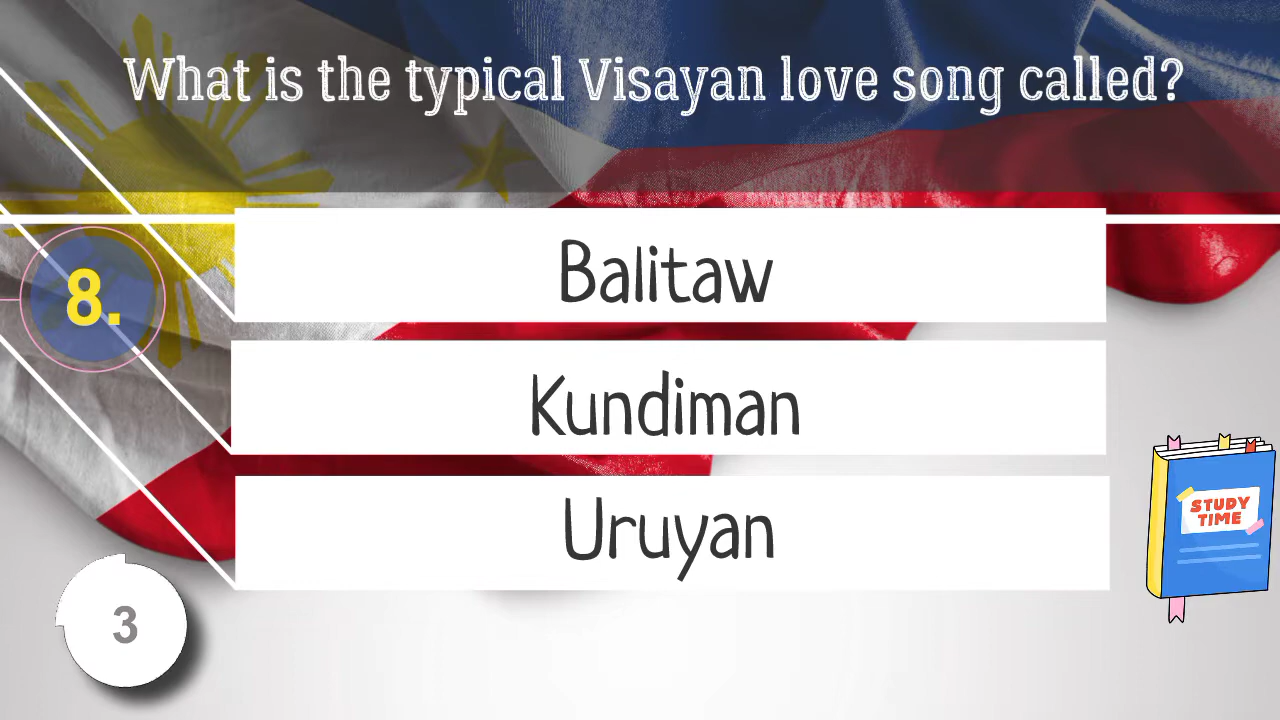 What is the typical Visayan love song called?
8.
Balitaw
Kundiman
Uruyan
STUDY
TIME
3